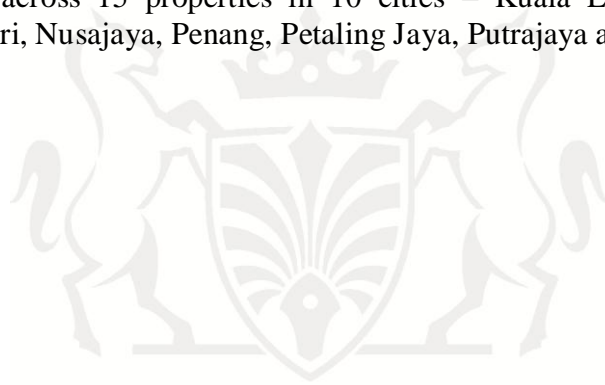 across 15 properties in 10 cities – Kuala L
ri, Nusajaya, Penang, Petaling Jaya, Putrajaya a